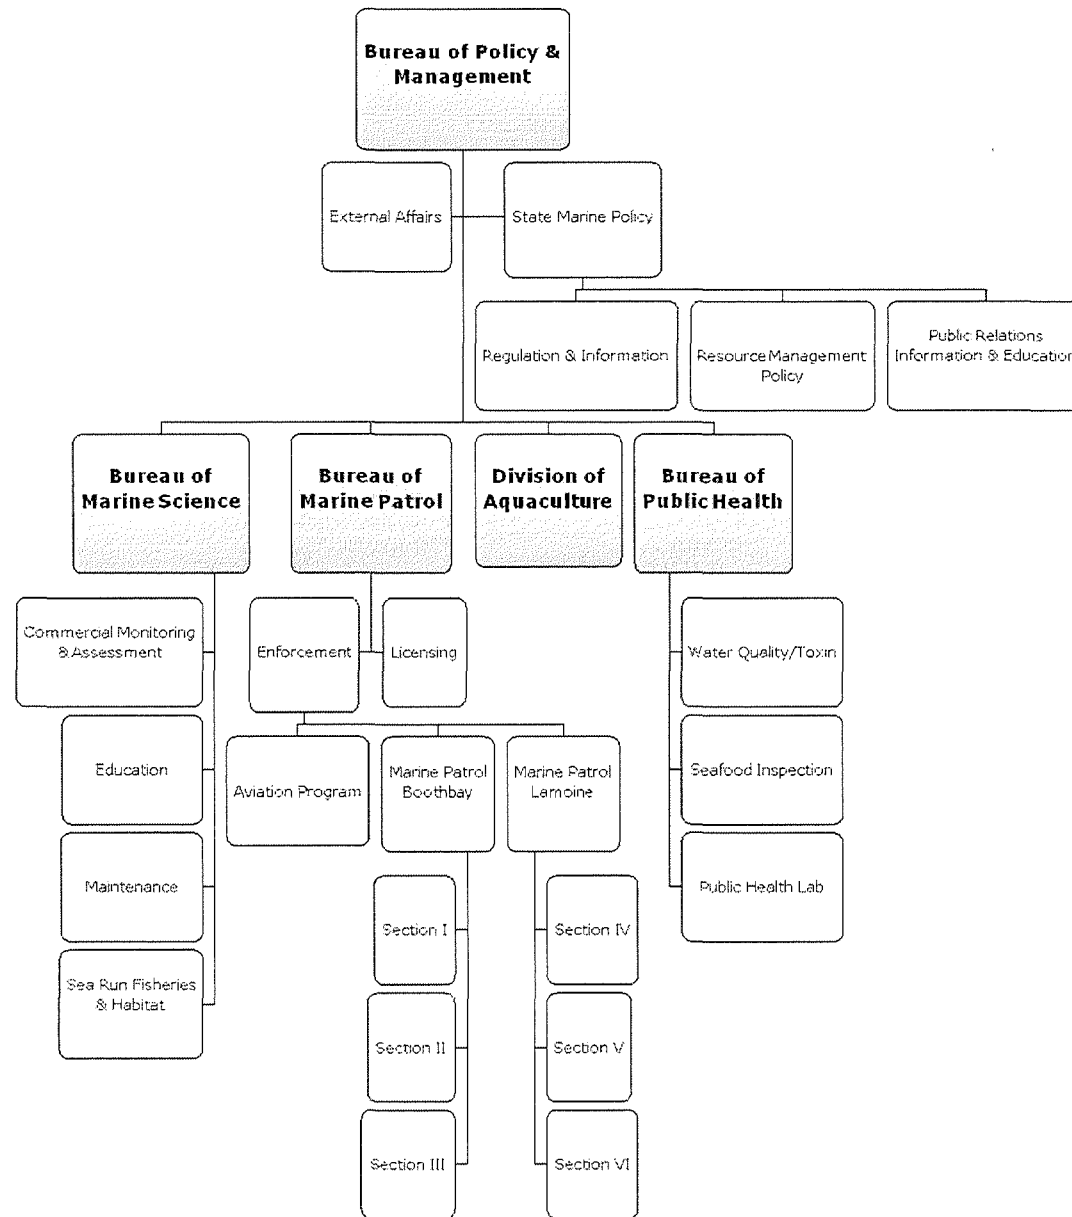 Bureau of Policy &
Management
External Affairs
State Marine Policy
Regulation & Information
Resource Management
Policy
Public Relations
Information & Education
Bureau of
Marine Science
Bureau of
Marine Patrol
Division of
Aquaculture
Bureau of
Public Health
Commercial Monitoring
& Assessment
Enforcement
Licensing
Water Quality/Toxin
Education
Aviation Program
Marine Patrol
Boothbay
Marine Patrol
Lamoine
Seafood Inspection
Maintenance
Section I
Section IV
Public Health Lab
Sea Run Fisheries
& Habitat
Section II
Section V
Section III
Section VI